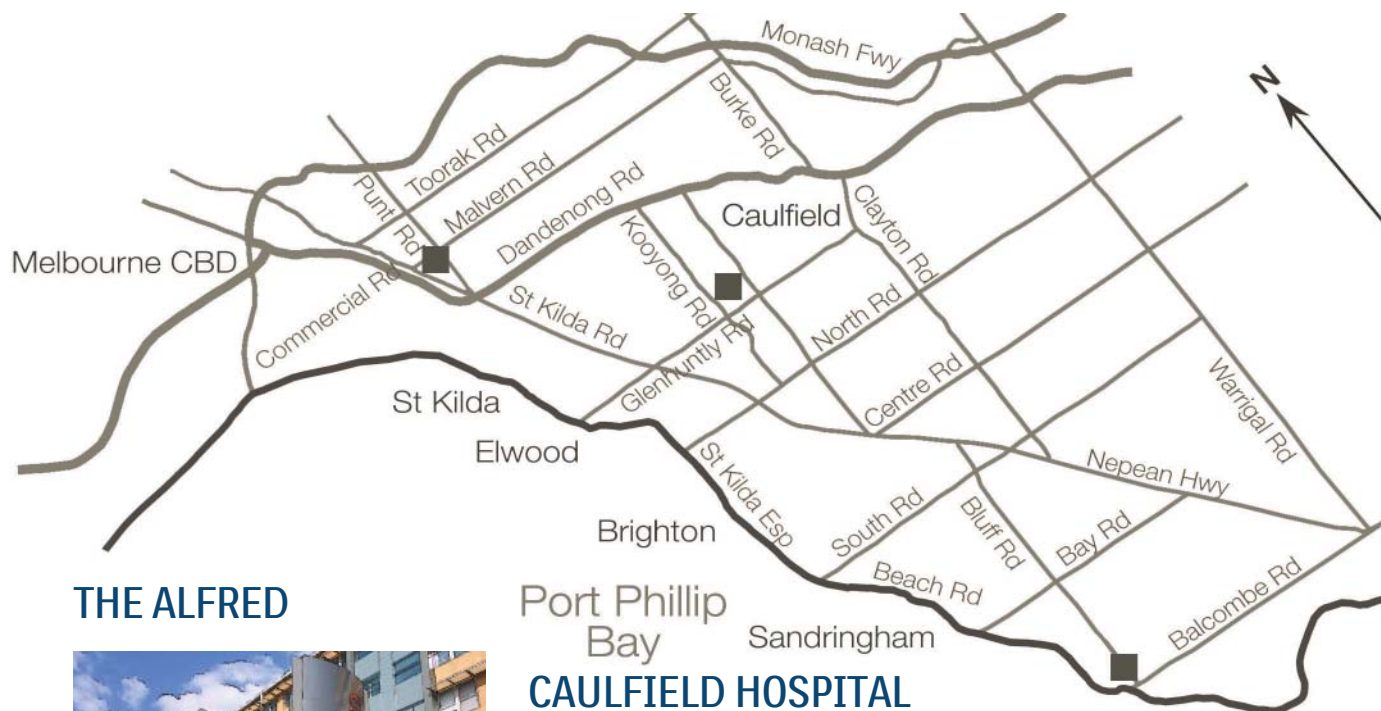 Monash Fwy
N
Burke Rd
Toorak Rd
Punt Rd
Malvern Rd
Dandenong Rd
Caulfield
Clayton Rd
Kooyong Rd
Melbourne CBD
Commercial Rd
St Kilda Rd
Glenhuntly Rd
North Rd
Centre Rd
Warrigal Rd
St Kilda
Elwood
St Kilda Esp
Nepean Hwy
Brighton
South Rd
Bluff Rd
Bay Rd
Beach Rd
Balcombe Rd
THE ALFRED
Port Phillip
Bay
Sandringham
CAULFIELD HOSPITAL